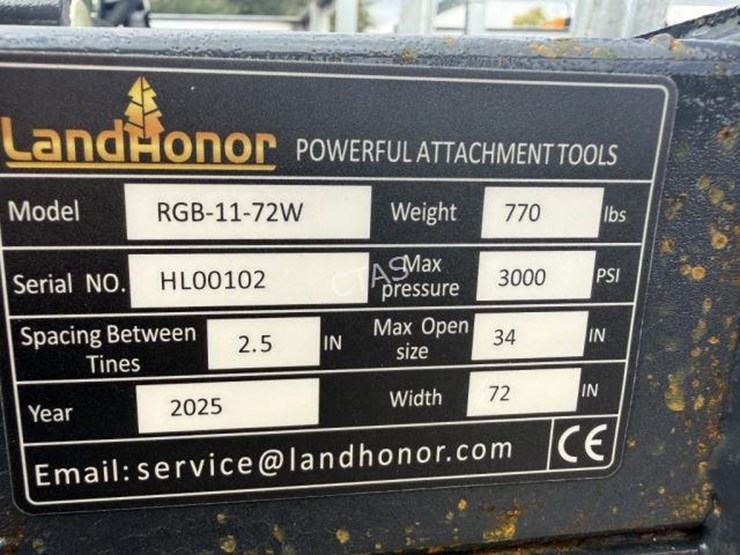 LandHonor POWERFUL ATTACHMENT TOOLS
Model RGB-11-72W Weight 770 lbs
Serial NO. HL00102 Max pressure 3000 PSI
Spacing Between Tines 2.5 IN Max Open size 34 IN
Year 2025 Width 72 IN
Email: service@landhonor.com CE
CTAS